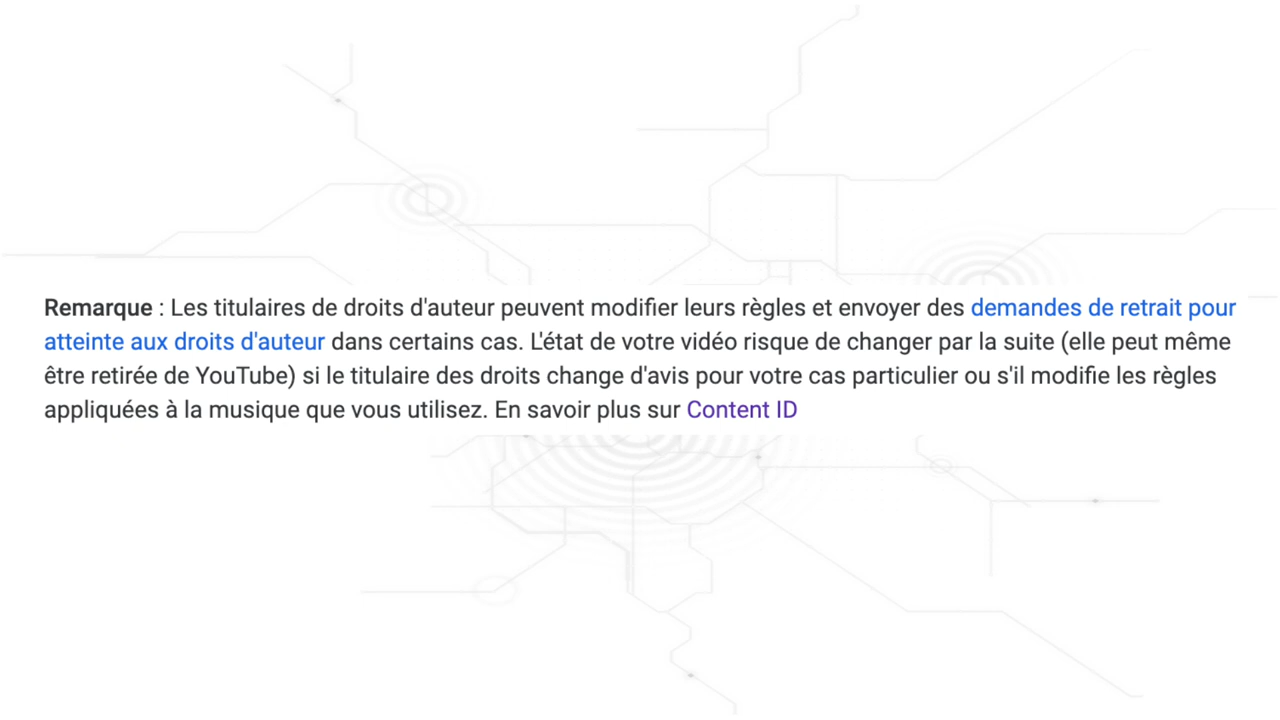 Remarque : Les titulaires de droits d'auteur peuvent modifier leurs règles et envoyer des demandes de retrait pour
atteinte aux droits d'auteur dans certains cas. L'état de votre vidéo risque de changer par la suite (elle peut même
être retirée de YouTube) si le titulaire des droits change d'avis pour votre cas particulier ou s'il modifie les règles
appliquées à la musique que vous utilisez. En savoir plus sur Content ID